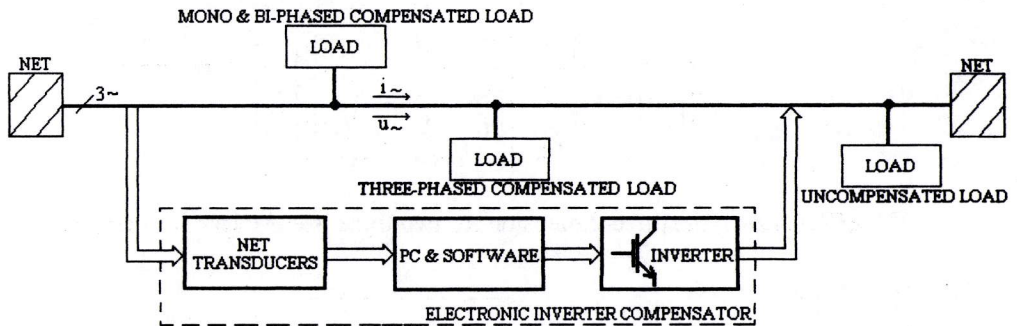 MONO & BI-PHASED COMPENSATED LOAD
LOAD
NET
NET
3~
i~
u~
LOAD
LOAD
THREE-PHASED COMPENSATED LOAD
UNCOMPENSATED LOAD
NET
TRANSDUCERS
PC & SOFTWARE
INVERTER
ELECTRONIC INVERTER COMPENSATOR